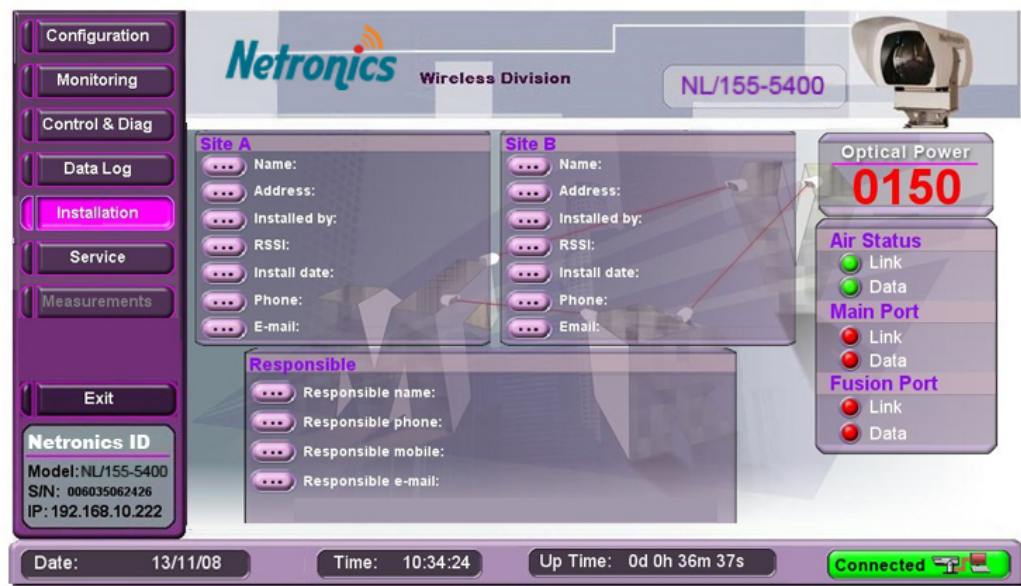 Configuration
Monitoring
Control & Diag
Data Log
Installation
Service
Measurements
Exit
Netronics ID
Model: NL/155-5400
S/N: 006035062426
IP: 192.168.10.222
Netronics
Wireless Division
NL/155-5400
Site A
Name:
Address:
Installed by:
RSSI:
Install date:
Phone:
E-mail:
Site B
Name:
Address:
Installed by:
RSSI:
Install date:
Phone:
Email:
Responsible
Responsible name:
Responsible phone:
Responsible mobile:
Responsible e-mail:
Optical Power
0150
Air Status
Link
Data
Main Port
Link
Data
Fusion Port
Link
Data
Date: 13/11/08
Time: 10:34:24
Up Time: 0d 0h 36m 37s
Connected